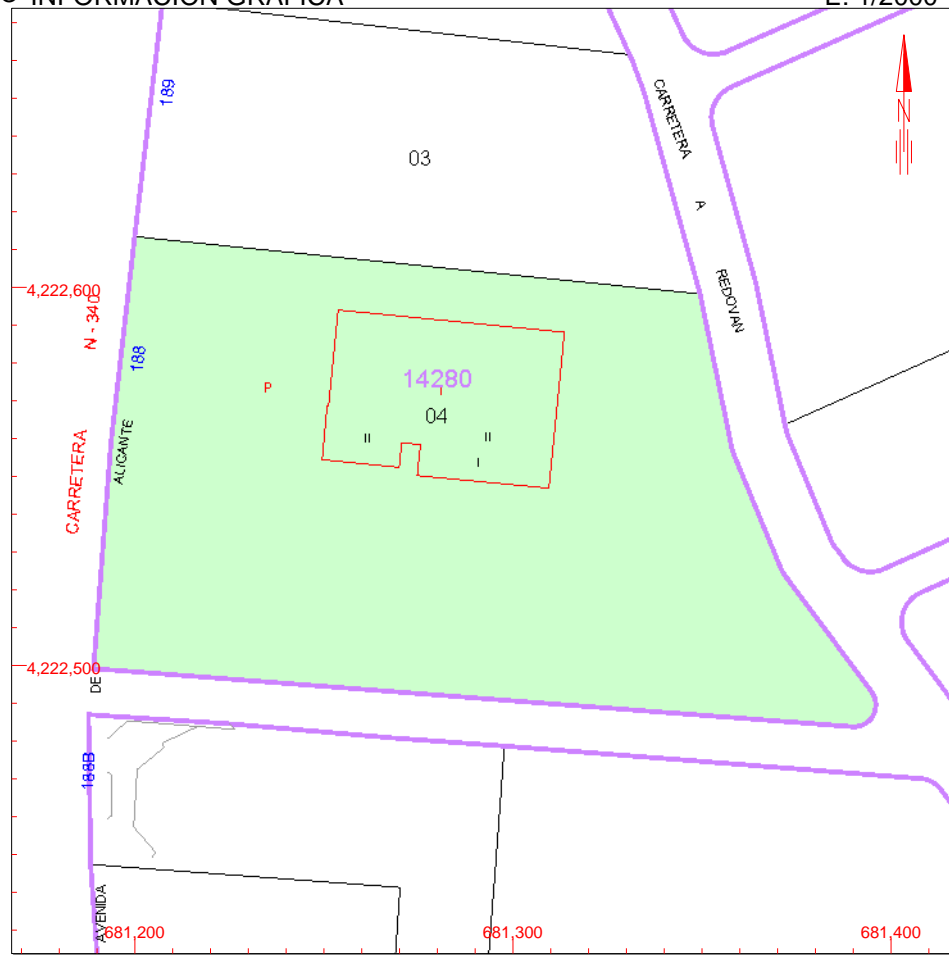 INFORMACIÓN GRÁFICA
E: 1/2000
189
CARRETERA
A
REDOVAN
03
N
4,222,600
N - 340
188
P
14280
I
04
II
II
I
ALICANTE
CARRETERA
4,222,500
DE
188B
AVENIDA
681,200
681,300
681,400